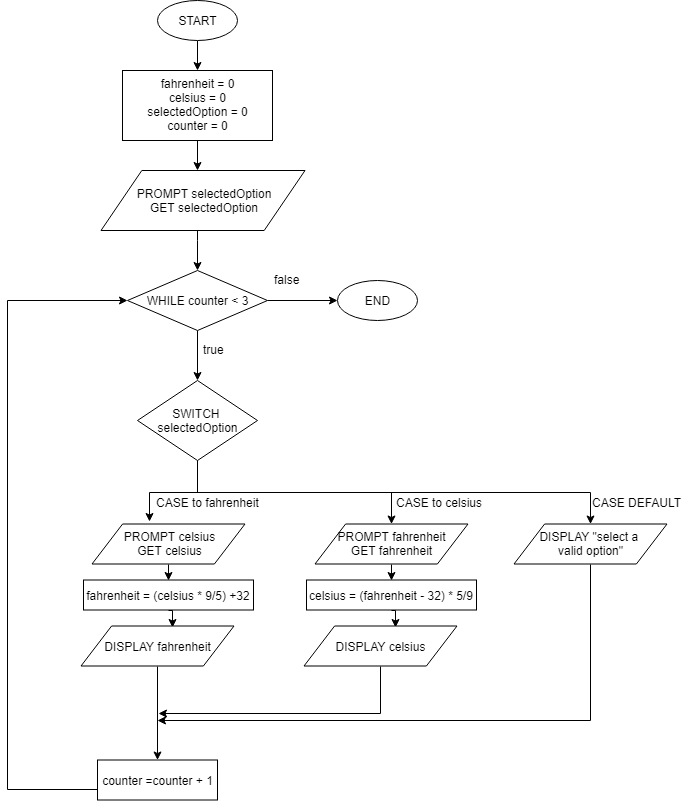 START
fahrenheit = 0
celsius = 0
selectedOption = 0
counter = 0
PROMPT selectedOption
GET selectedOption
WHILE counter < 3
false
END
true
SWITCH
selectedOption
CASE to fahrenheit
CASE to celsius
CASE DEFAULT
PROMPT celsius
GET celsius
PROMPT fahrenheit
GET fahrenheit
DISPLAY "select a
valid option"
fahrenheit = (celsius * 9/5) +32
celsius = (fahrenheit - 32) * 5/9
DISPLAY fahrenheit
DISPLAY celsius
counter =counter + 1